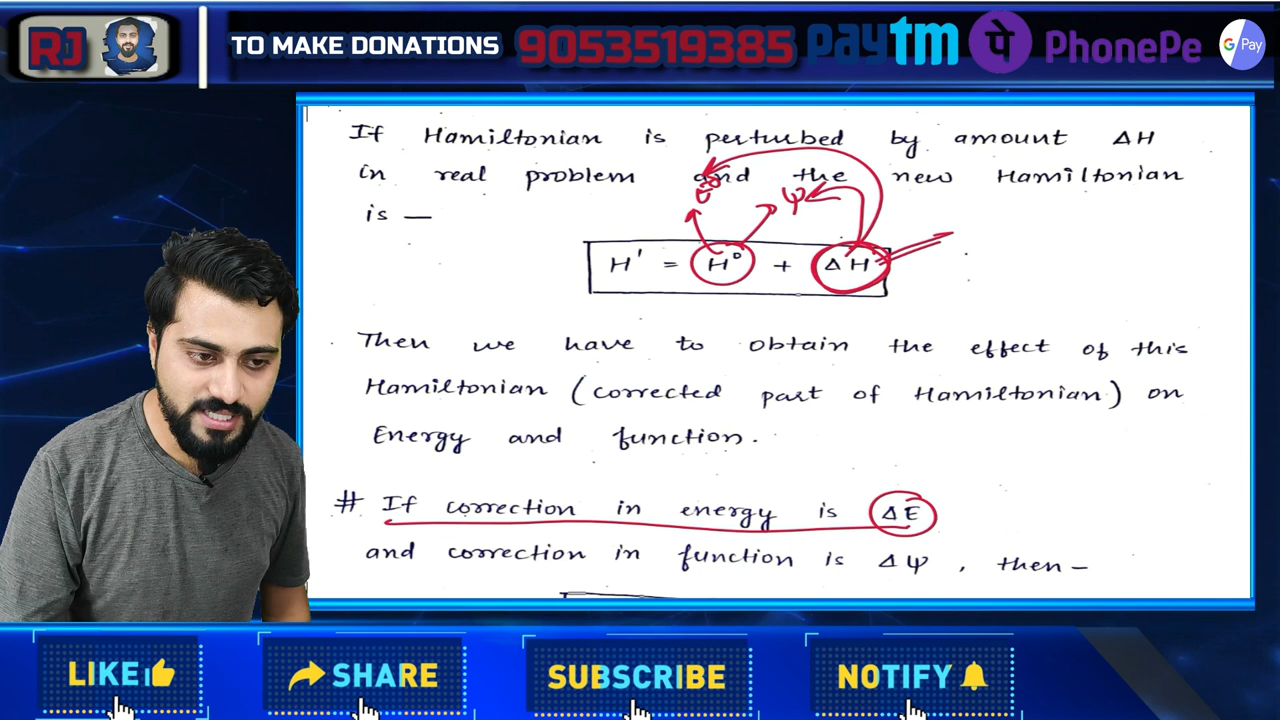 RJ TO MAKE DONATIONS 9053519385 paytm पे PhonePe G Pay
If Hamiltonian is perturbed by amount ΔH
in real problem and the new Hamiltonian
is —
ψ
H' = H° + ΔH
Then we have to obtain the effect of this
Hamiltonian (corrected part of Hamiltonian) on
Energy and function.
# If correction in energy is ΔE
and correction in function is Δψ, then –
LIKE SHARE SUBSCRIBE NOTIFY